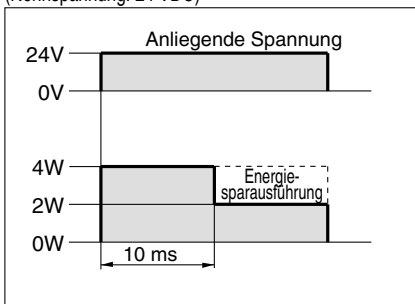 (Nennspannung: 24 VDC)
Anliegende Spannung
24V
0V
4W
Energie-
sparausführung
2W
0W
10 ms